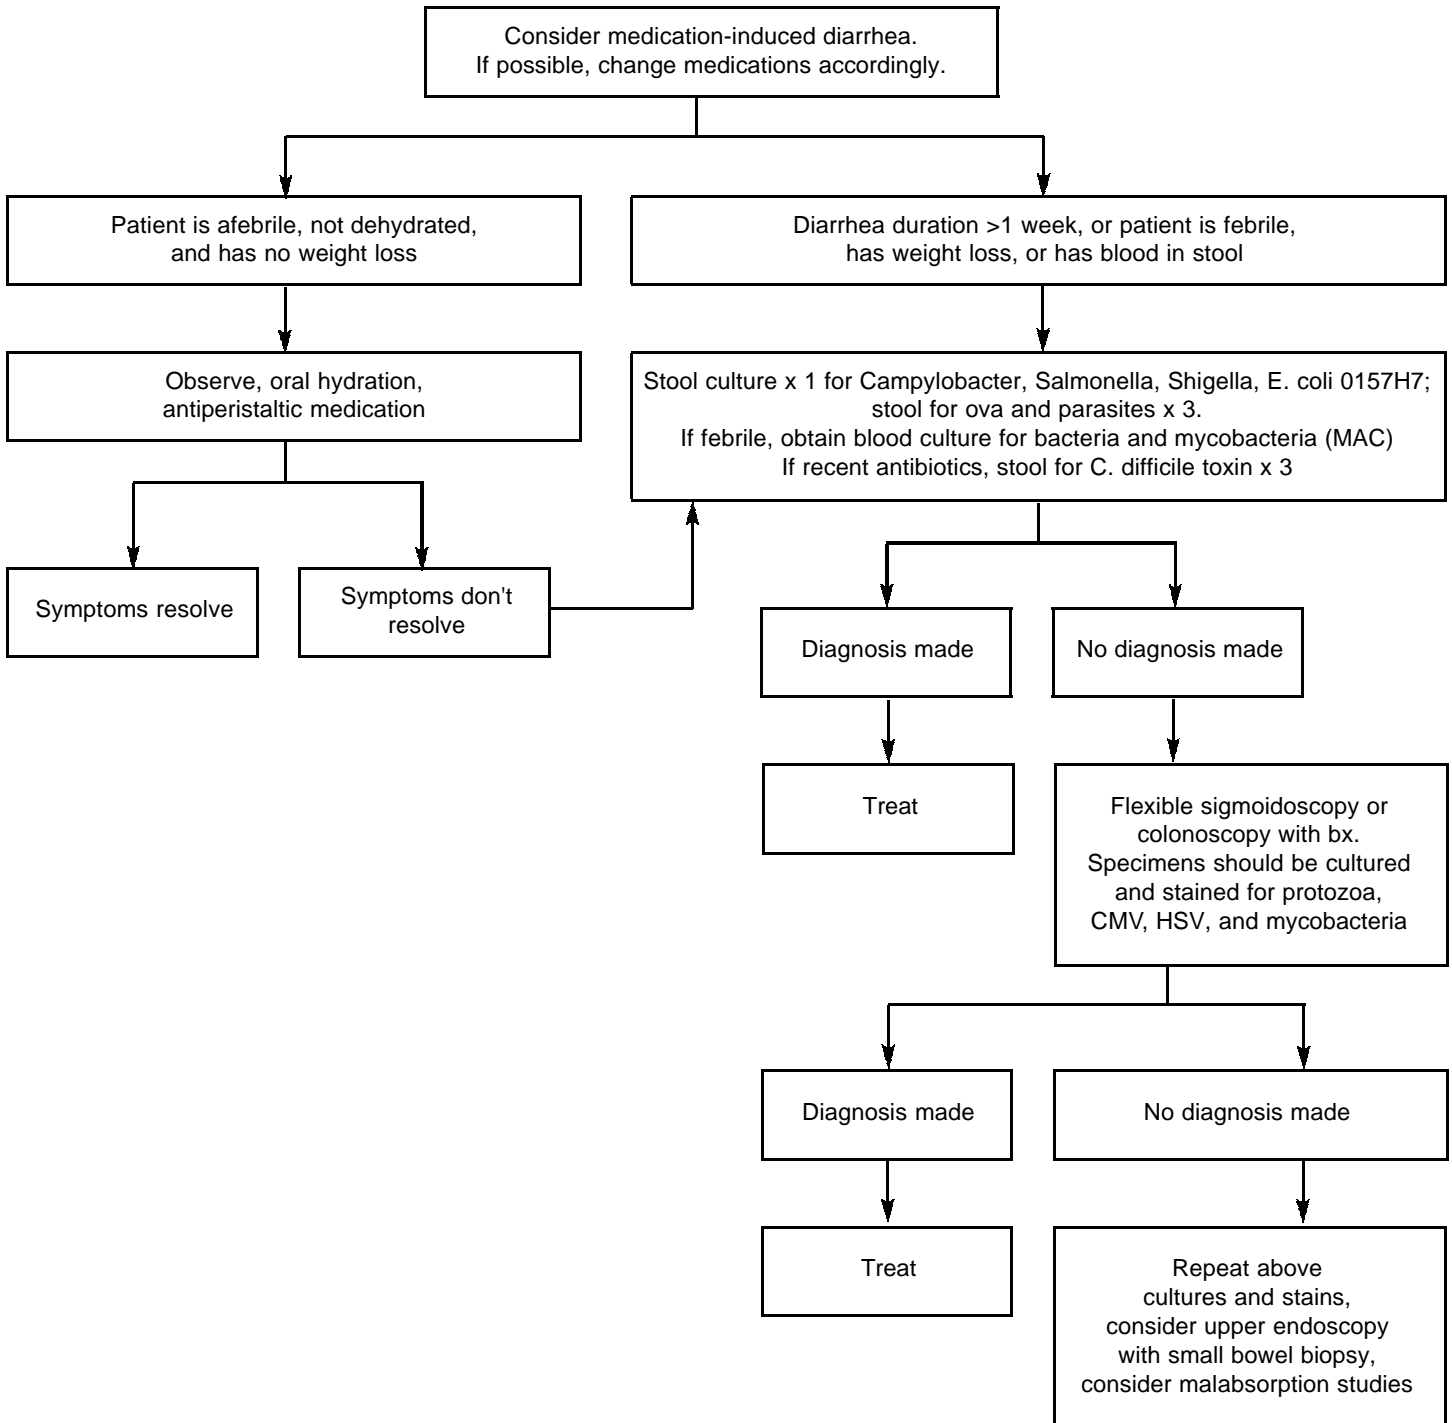 Consider medication-induced diarrhea.
If possible, change medications accordingly.
Patient is afebrile, not dehydrated,
and has no weight loss
Diarrhea duration >1 week, or patient is febrile,
has weight loss, or has blood in stool
Observe, oral hydration,
antiperistaltic medication
Stool culture x 1 for Campylobacter, Salmonella, Shigella, E. coli 0157H7;
stool for ova and parasites x 3.
If febrile, obtain blood culture for bacteria and mycobacteria (MAC)
If recent antibiotics, stool for C. difficile toxin x 3
Symptoms resolve
Symptoms don't
resolve
Diagnosis made
No diagnosis made
Treat
Flexible sigmoidoscopy or
colonoscopy with bx.
Specimens should be cultured
and stained for protozoa,
CMV, HSV, and mycobacteria
Diagnosis made
No diagnosis made
Treat
Repeat above
cultures and stains,
consider upper endoscopy
with small bowel biopsy,
consider malabsorption studies